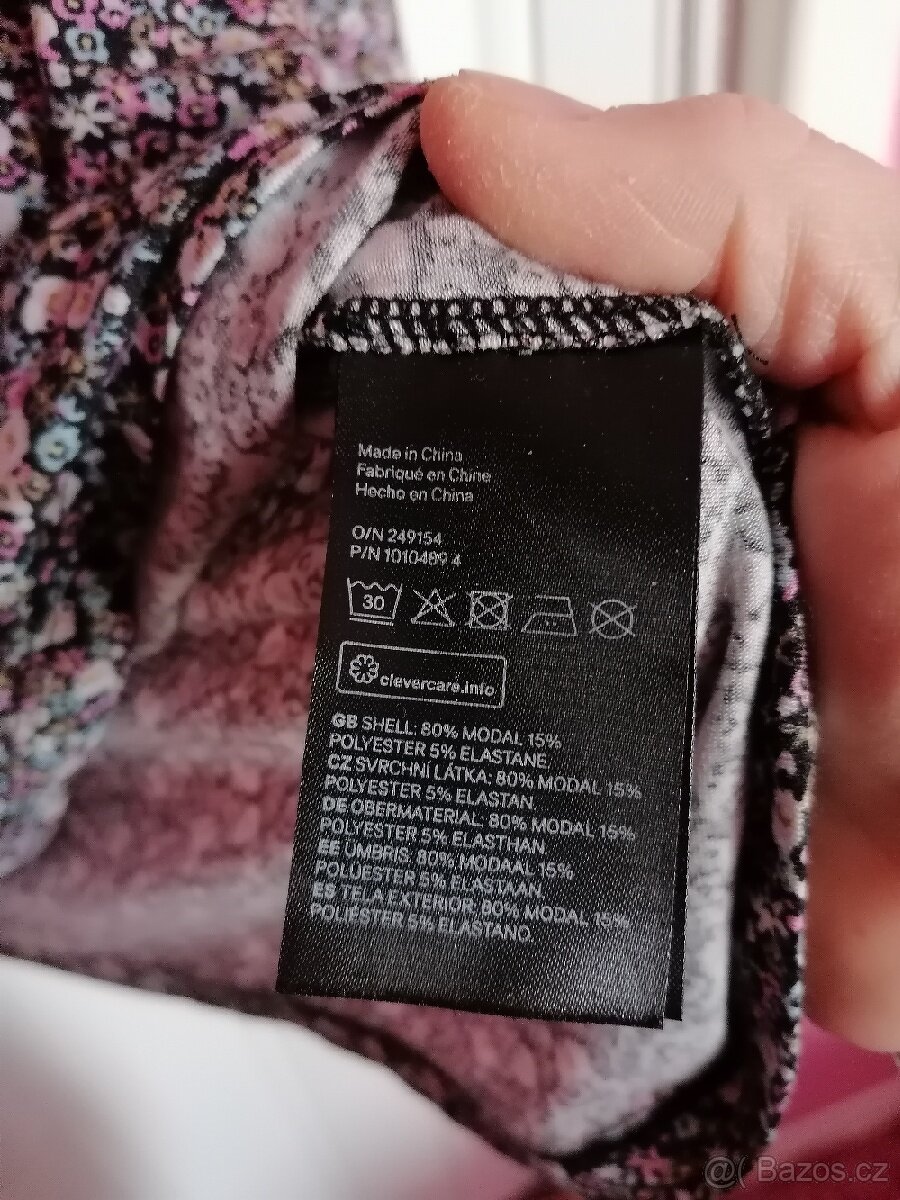 Made in China
Fabriqué en Chine
Hecho en China
O/N 249154
P/N 1010489 4
30
clevercare.info
GB SHELL: 80% MODAL 15%
POLYESTER 5% ELASTANE.
CZ SVRCHNÍ LÁTKA: 80% MODAL 15%
POLYESTER 5% ELASTAN.
DE OBERMATERIAL: 80% MODAL 15%
POLYESTER 5% ELASTHAN
EE ÜMBRIS: 80% MODAAL 15%
POLÜESTER 5% ELASTAAN.
ES TELA EXTERIOR: 80% MODAL 15%
POLIÉSTER 5% ELASTANO.
@( Bazos.cz